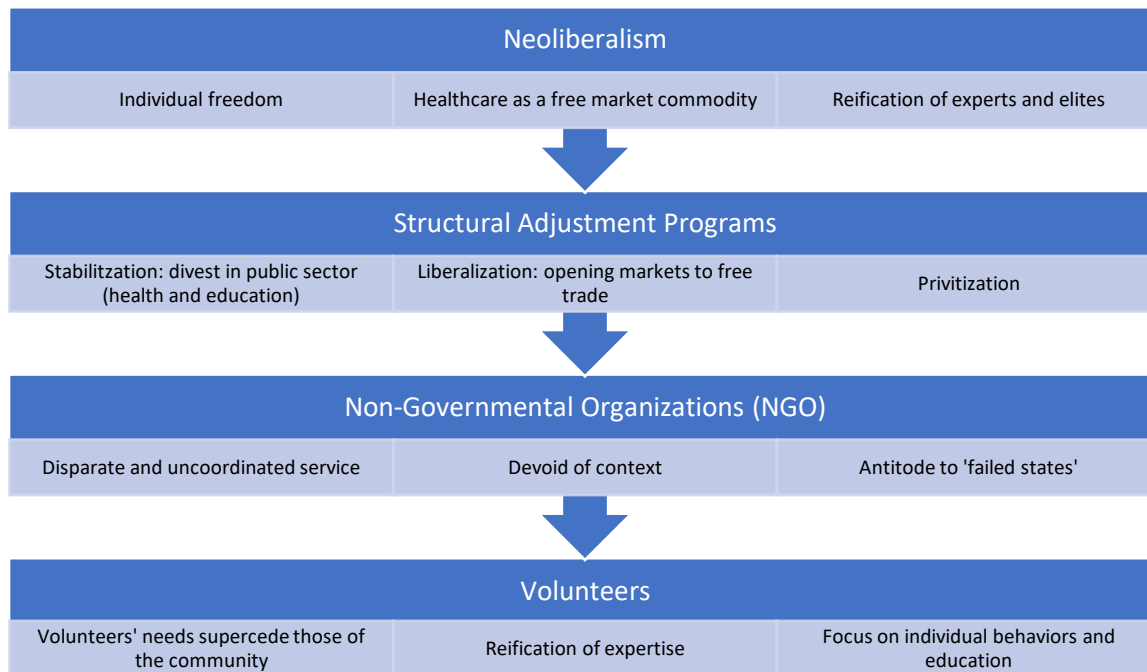 Neoliberalism
Individual freedom
Healthcare as a free market commodity
Reification of experts and elites
Structural Adjustment Programs
Stabilitzation: divest in public sector
(health and education)
Liberalization: opening markets to free
trade
Privitization
Non-Governmental Organizations (NGO)
Disparate and uncoordinated service
Devoid of context
Antitode to 'failed states'
Volunteers
Volunteers' needs supercede those of
the community
Reification of expertise
Focus on individual behaviors and
education